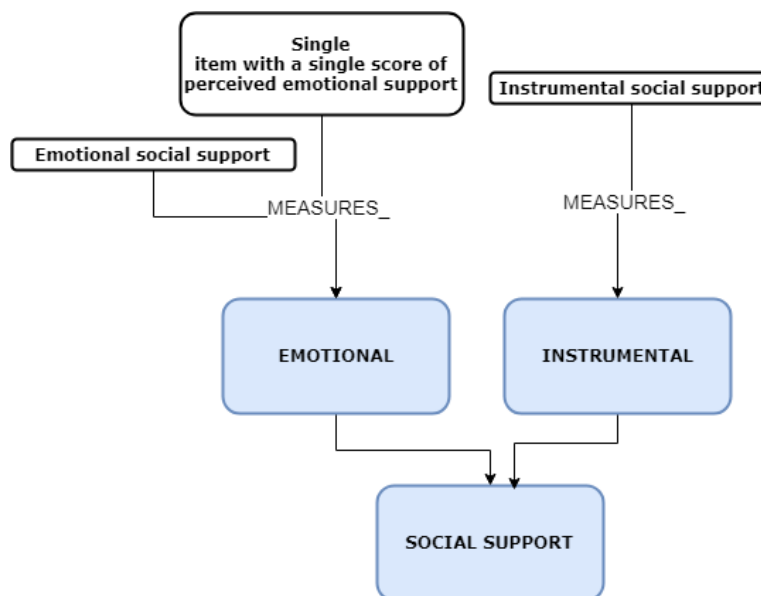 Single
item with a single score of
perceived emotional support
Instrumental social support
Emotional social support
MEASURES_
MEASURES_
EMOTIONAL
INSTRUMENTAL
SOCIAL SUPPORT